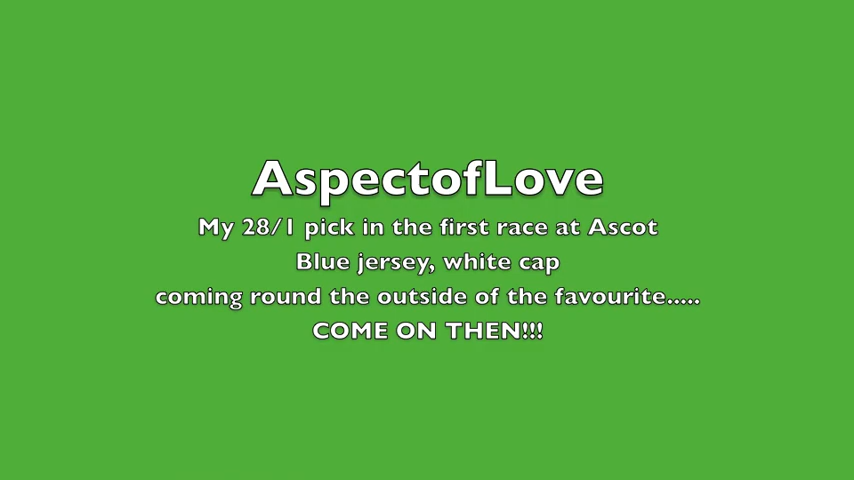 AspectofLove
My 28/1 pick in the first race at Ascot
Blue jersey, white cap
coming round the outside of the favourite.....
COME ON THEN!!!